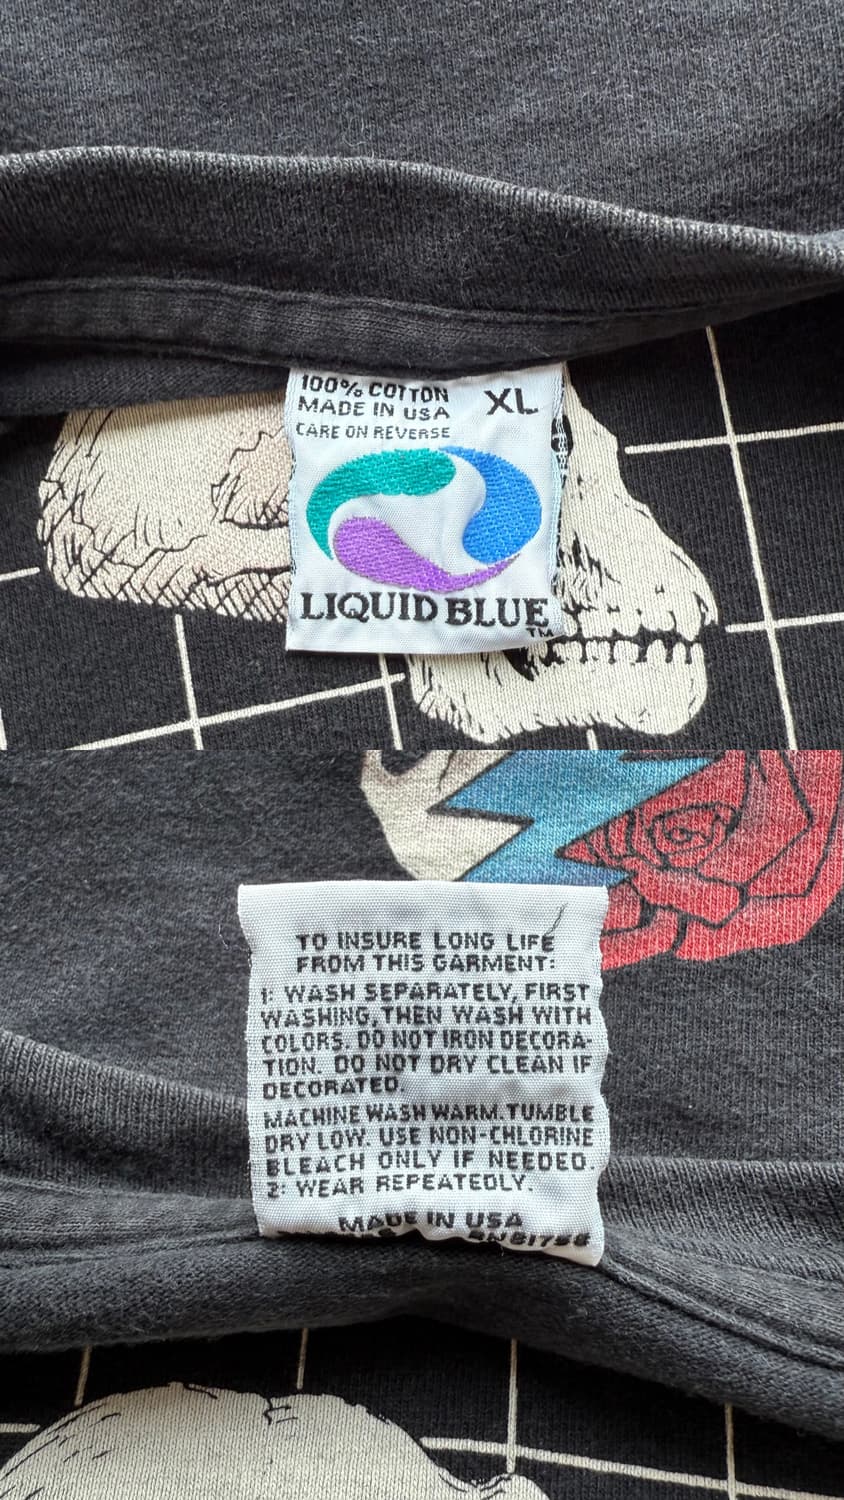 100% COTTON
MADE IN USA
XL
CARE ON REVERSE
LIQUID BLUE
TM
TO INSURE LONG LIFE
FROM THIS GARMENT:
1: WASH SEPARATELY, FIRST
WASHING, THEN WASH WITH
COLORS. DO NOT IRON DECORA-
TION. DO NOT DRY CLEAN IF
DECORATED.
MACHINE WASH WARM. TUMBLE
DRY LOW. USE NON-CHLORINE
BLEACH ONLY IF NEEDED.
2: WEAR REPEATEDLY.
MADE IN USA